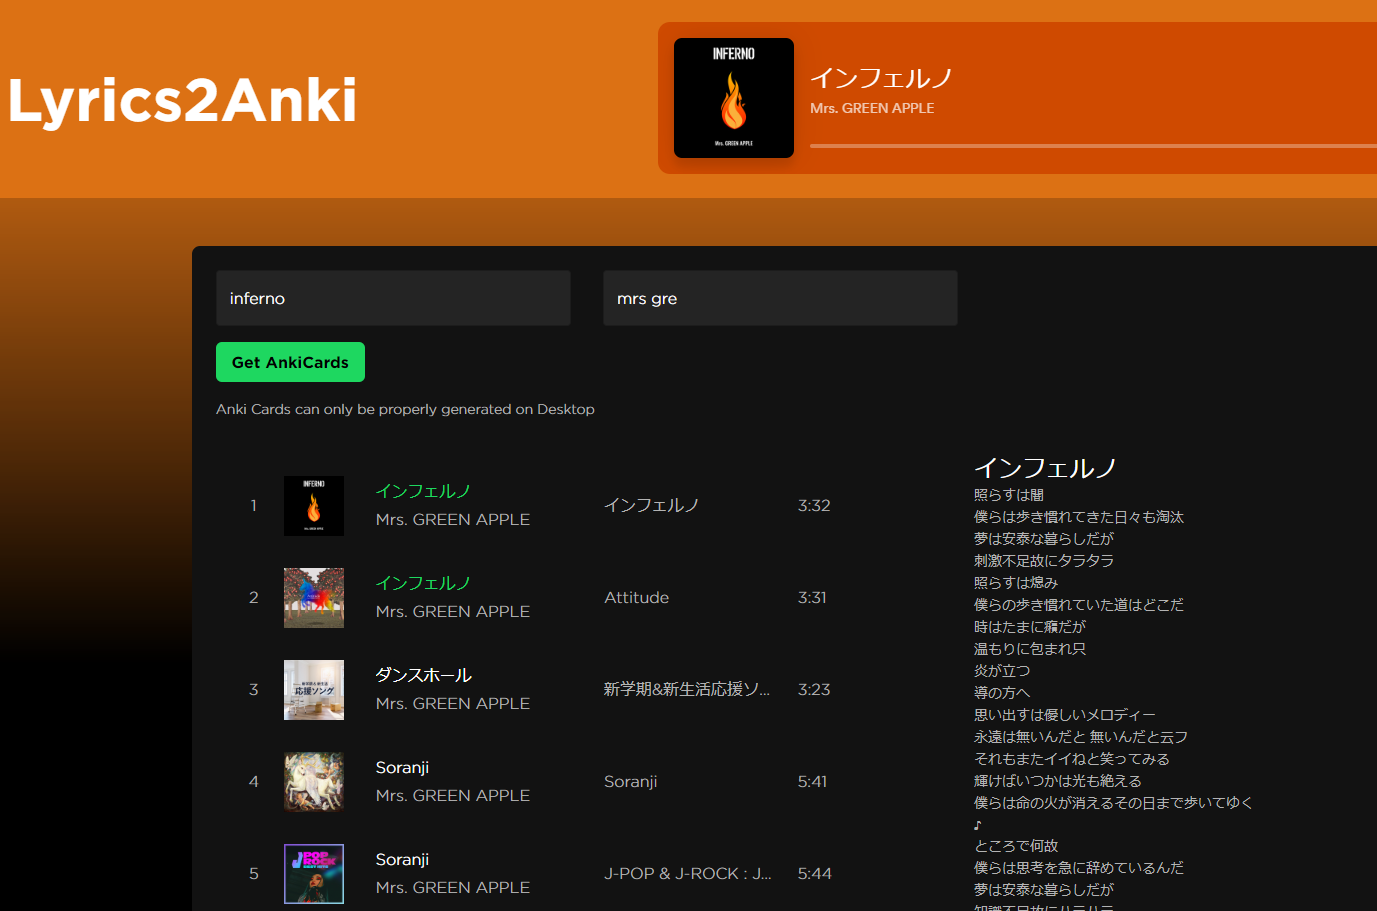 Lyrics2Anki
INFERNO
Mrs. GREEN APPLE
インフェルノ
Mrs. GREEN APPLE
inferno
mrs gre
Get AnkiCards
Anki Cards can only be properly generated on Desktop
1
INFERNO
インフェルノ
Mrs. GREEN APPLE
インフェルノ
3:32
2
インフェルノ
Mrs. GREEN APPLE
Attitude
3:31
3
応援ソング
ダンスホール
Mrs. GREEN APPLE
新学期&新生活応援ソ...
3:23
4
Soranji
Mrs. GREEN APPLE
Soranji
5:41
5
J POP
ROCK
Soranji
Mrs. GREEN APPLE
J-POP & J-ROCK : J...
5:44
インフェルノ
照らすは闇
僕らは歩き慣れてきた日々も淘汰
夢は安泰な暮らしだが
刺激不足故にタラタラ
照らすは熄み
僕らの歩き慣れていた道はどこだ
時はたまに癪だが
温もりに包まれ只
炎が立つ
導の方へ
思い出すは優しいメロディー
永遠は無いんだと 無いんだと云フ
それもまたイイねと笑ってみる
輝けばいつかは光も絶える
僕らは命の火が消えるその日まで歩いてゆく
♪
ところで何故
僕らは思考を急に辞めているんだ
夢は安泰な暮らしだが